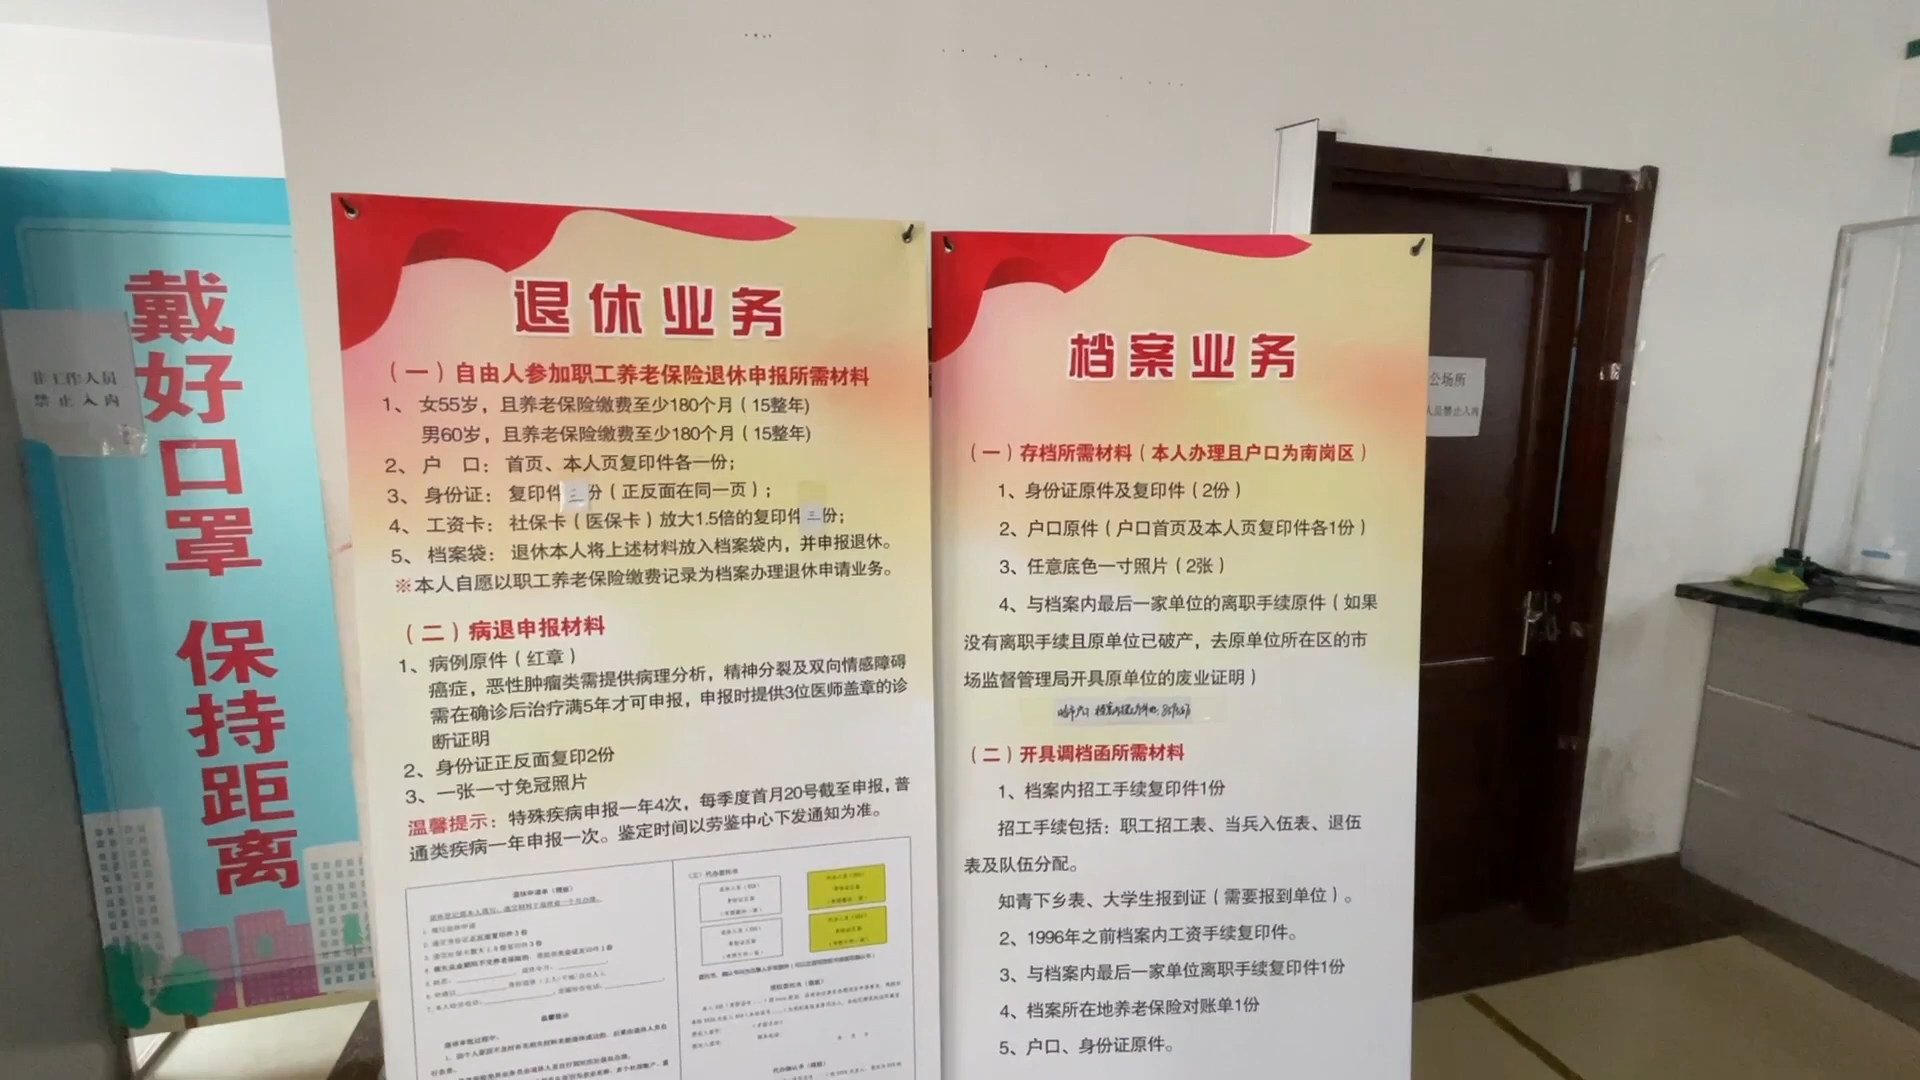 戴好口罩 保持距离
非工作人员
禁止入内
退休业务
（一）自由人参加职工养老保险退休申报所需材料
1、女55岁，且养老保险缴费至少180个月（15整年)
男60岁，且养老保险缴费至少180个月（15整年)
2、户 口：首页、本人页复印件各一份；
3、身份证：复印件三份（正反面在同一页）；
4、工资卡：社保卡（医保卡）放大1.5倍的复印件三份；
5、档案袋：退休本人将上述材料放入档案袋内，并申报退休。
※本人自愿以职工养老保险缴费记录为档案办理退休申请业务。
（二）病退申报材料
1、病例原件（红章）
癌症，恶性肿瘤类需提供病理分析，精神分裂及双向情感障碍
需在确诊后治疗满5年才可申报，申报时提供3位医师盖章的诊
断证明
2、身份证正反面复印2份
3、一张一寸免冠照片
温馨提示：特殊疾病申报一年4次，每季度首月20号截至申报，普
通类疾病一年申报一次。鉴定时间以劳鉴中心下发通知为准。
退休申请单（模板）
温馨提示
档案业务
（一）存档所需材料（本人办理且户口为南岗区）
1、身份证原件及复印件（2份）
2、户口原件（户口首页及本人页复印件各1份）
3、任意底色一寸照片（2张）
4、与档案内最后一家单位的离职手续原件（如果
没有离职手续且原单位已破产，去原单位所在区的市
场监督管理局开具原单位的废业证明）
（二）开具调档函所需材料
1、档案内招工手续复印件1份
招工手续包括：职工招工表、当兵入伍表、退伍
表及队伍分配。
知青下乡表、大学生报到证（需要报到单位）。
2、1996年之前档案内工资手续复印件。
3、与档案内最后一家单位离职手续复印件1份
4、档案所在地养老保险对账单1份
5、户口、身份证原件。
公场所
人员禁止入内